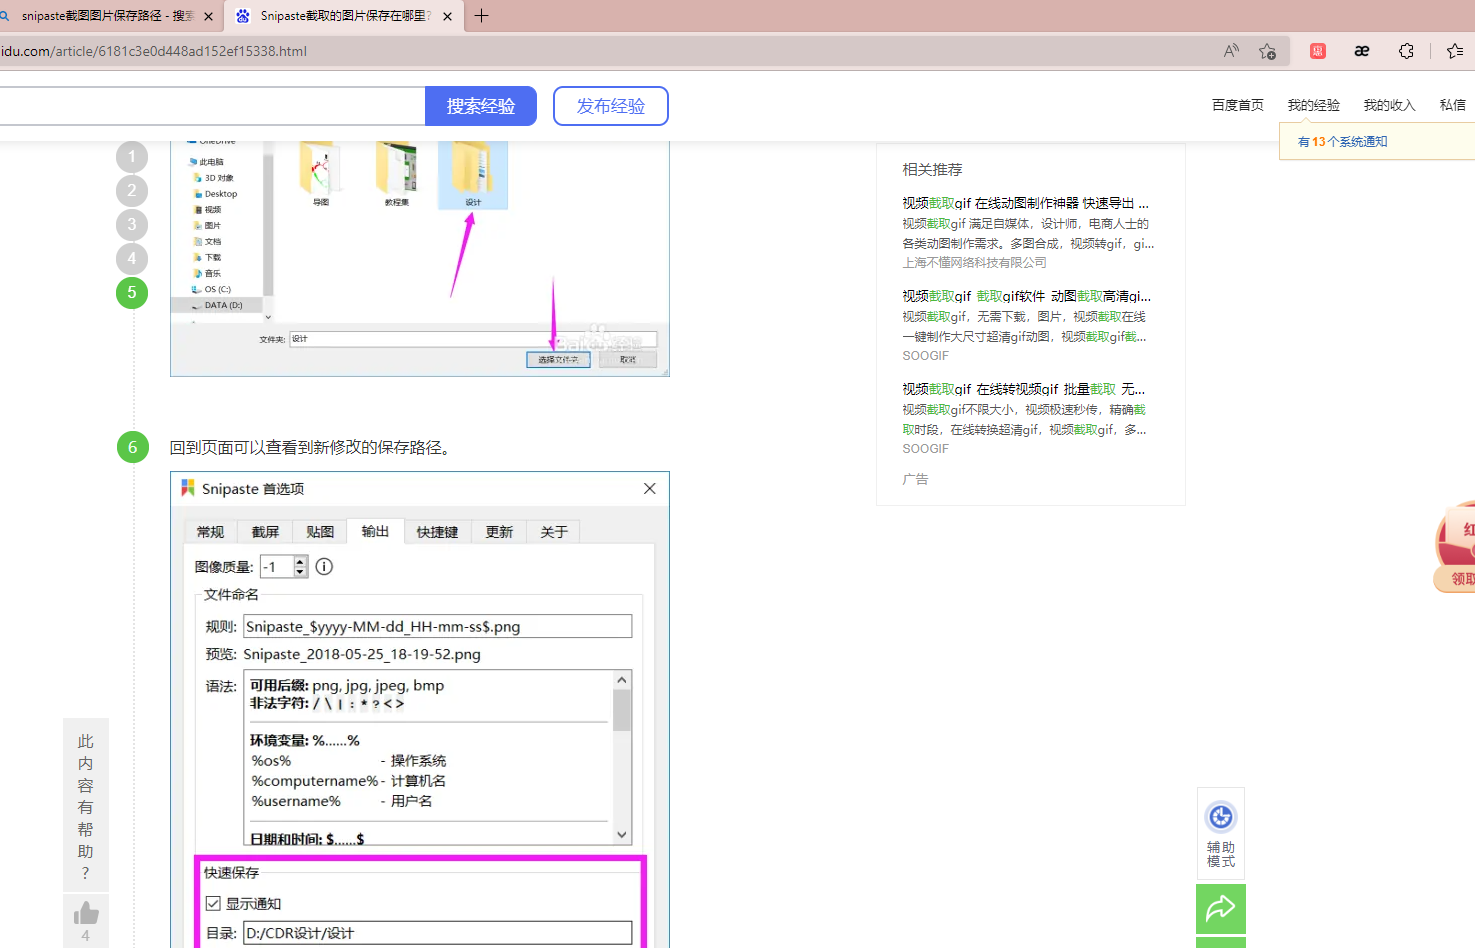 snipaste截图图片保存路径 - 搜索
Snipaste截取的图片保存在哪里?
idu.com/article/6181c3e0d448ad152ef15338.html
搜索经验
发布经验
百度首页
我的经验
我的收入
私信
有13个系统通知
1
2
3
4
5
OneDrive
此电脑
3D 对象
Desktop
视频
图片
文档
下载
音乐
OS (C:)
DATA (D:)
导图
教程集
设计
文件夹: 设计
选择文件夹
取消
相关推荐
视频截取gif 在线动图制作神器 快速导出 ...
视频截取gif 满足自媒体，设计师，电商人士的
各类动图制作需求。多图合成，视频转gif，gi...
上海不懂网络科技有限公司
视频截取gif 截取gif软件 动图截取高清gi...
视频截取gif，无需下载，图片，视频截取在线
一键制作大尺寸超清gif动图，视频截取gif截...
SOOGIF
视频截取gif 在线转视频gif 批量截取 无...
视频截取gif不限大小，视频极速秒传，精确截
取时段，在线转换超清gif，视频截取gif，多...
SOOGIF
广告
6
回到页面可以查看到新修改的保存路径。
Snipaste 首选项
常规 截屏 贴图 输出 快捷键 更新 关于
图像质量: -1
文件命名
规则: Snipaste_$yyyy-MM-dd_HH-mm-ss$.png
预览: Snipaste_2018-05-25_18-19-52.png
语法: 可用后缀: png, jpg, jpeg, bmp
非法字符: / \ | : * ? < >
环境变量: %......%
%os% - 操作系统
%computername% - 计算机名
%username% - 用户名
日期和时间: $......$
快速保存
显示通知
目录: D:/CDR设计/设计
此
内
容
有
帮
助
?
4
红
领取
辅助
模式